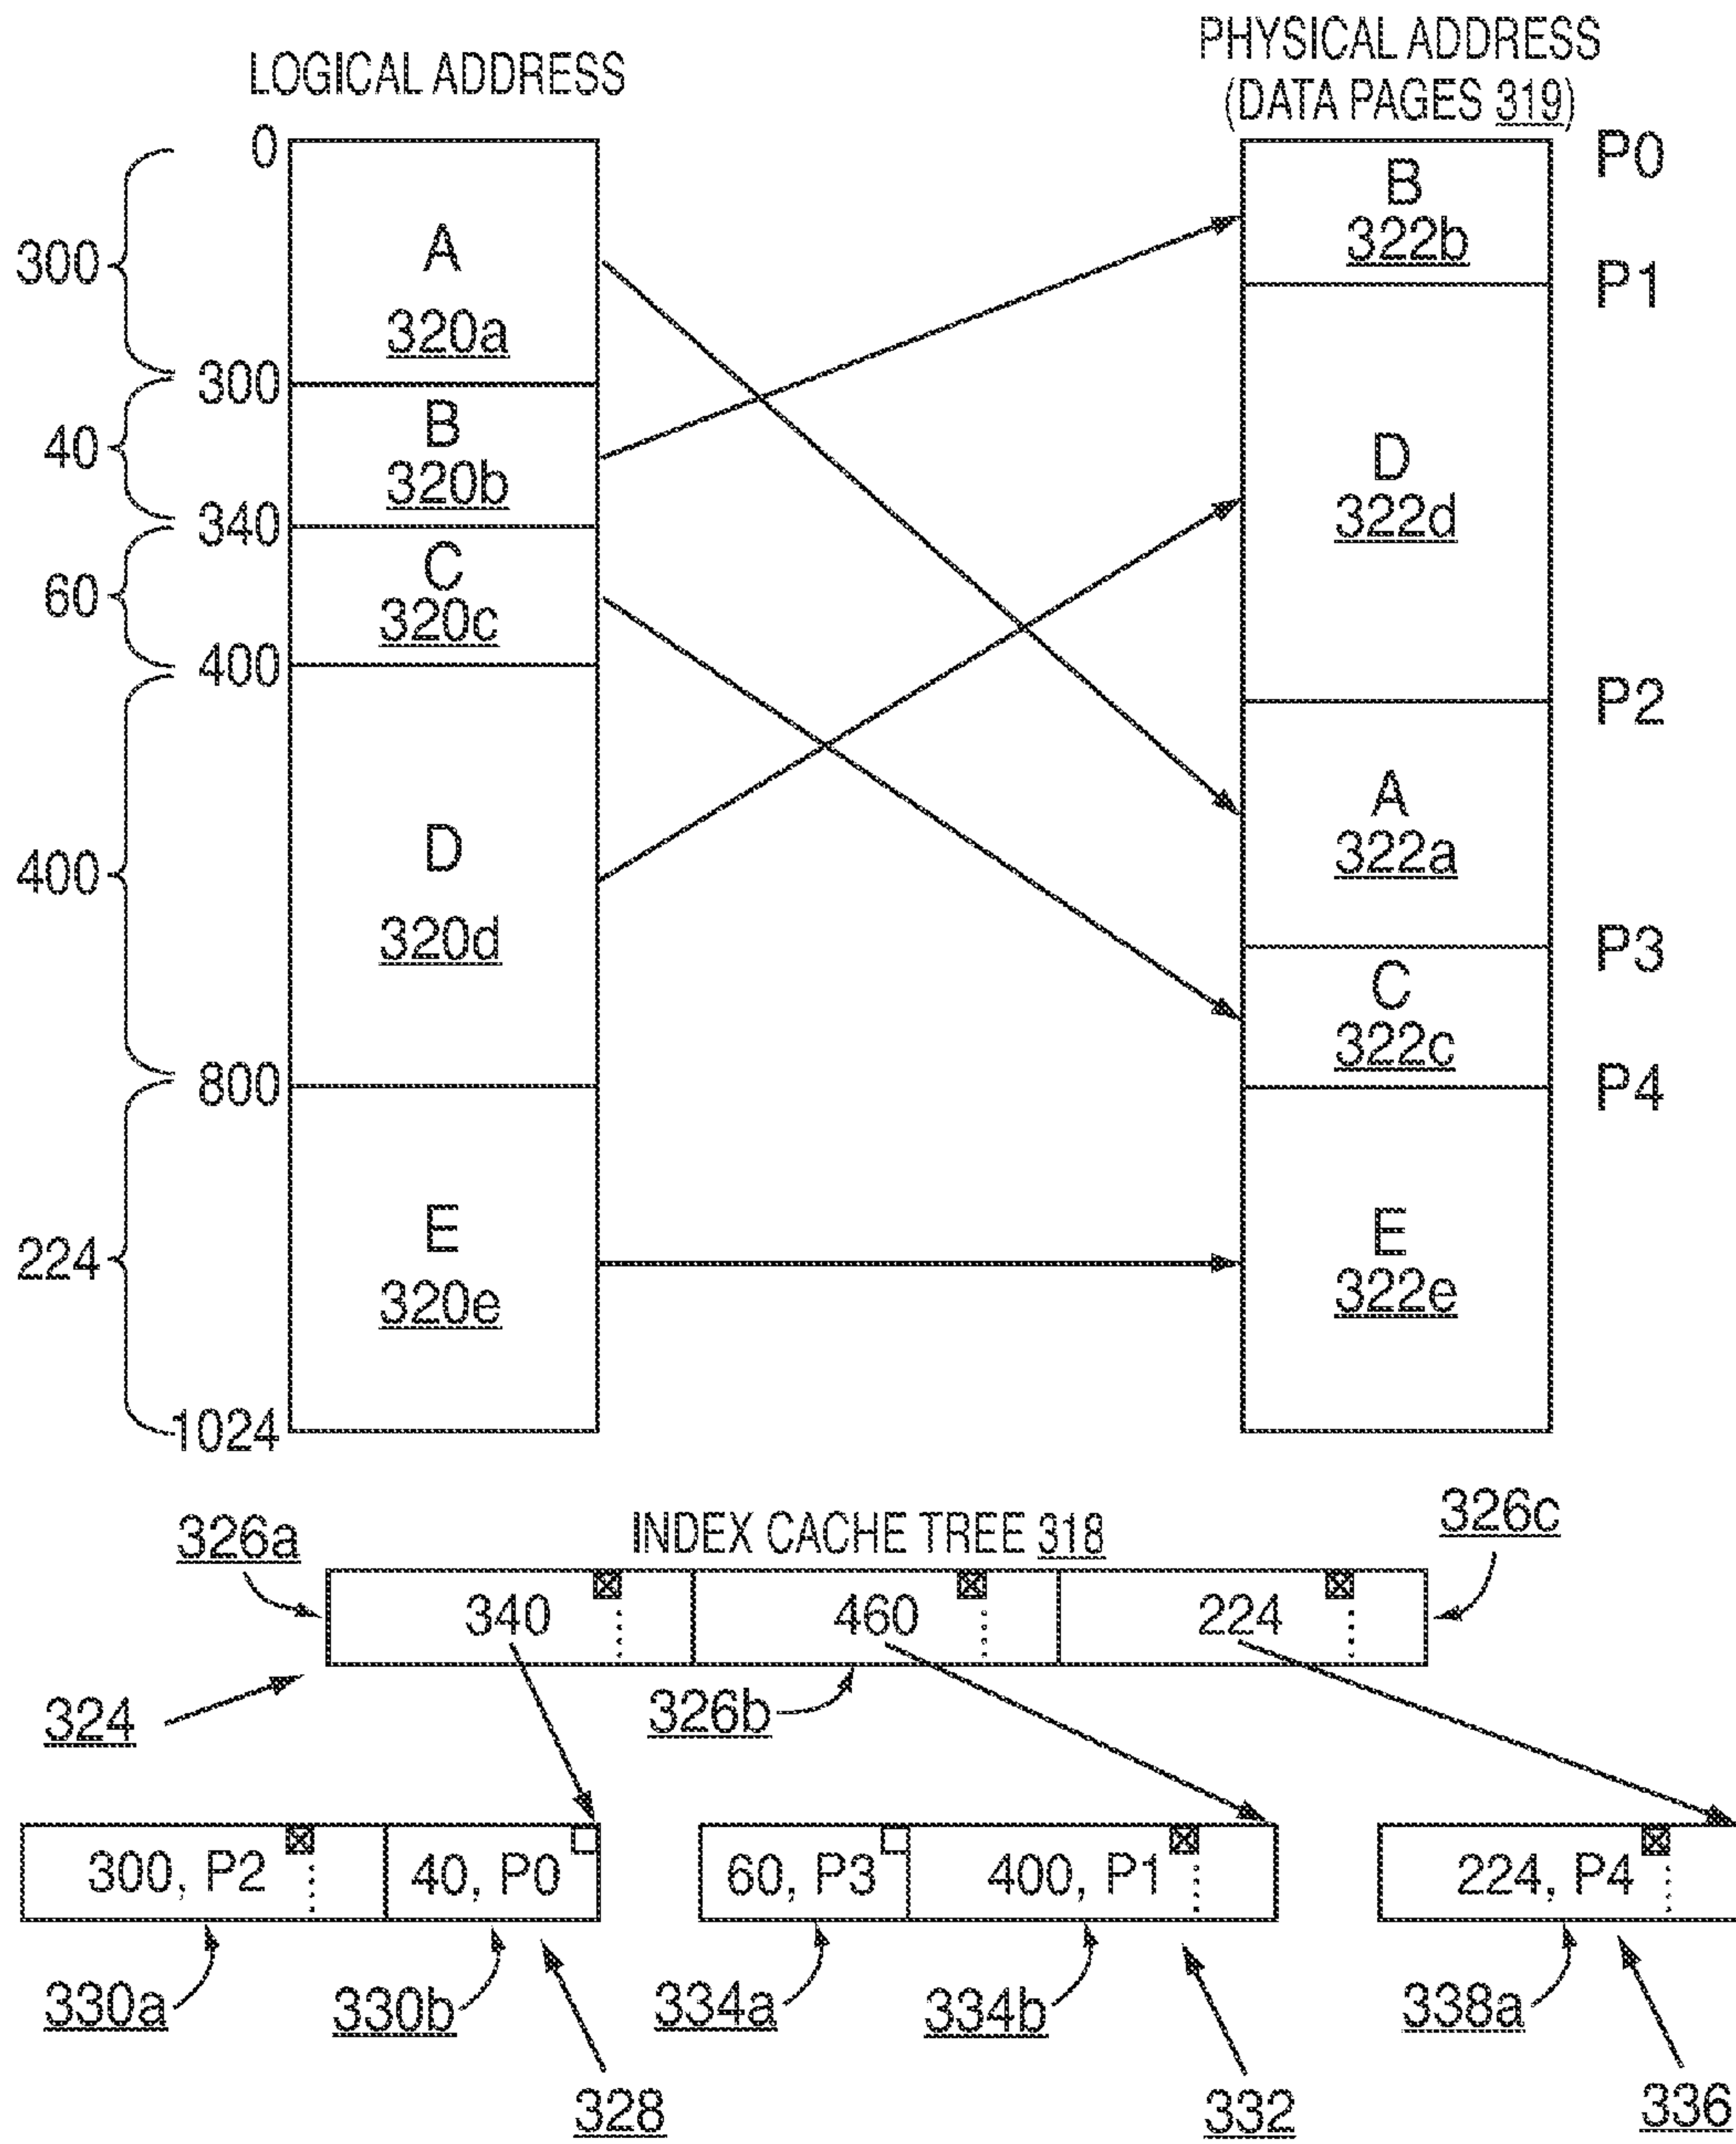 LOGICAL ADDRESS
PHYSICAL ADDRESS
(DATA PAGES 319)
0
300
A
320a
300
40
B
320b
340
60
C
320c
400
400
D
320d
800
224
E
320e
1024
B
322b
D
322d
A
322a
C
322c
E
322e
P0
P1
P2
P3
P4
INDEX CACHE TREE 318
326a
326c
340
460
224
324
326b
300, P2
40, P0
60, P3
400, P1
224, P4
330a
330b
334a
334b
338a
328
332
336